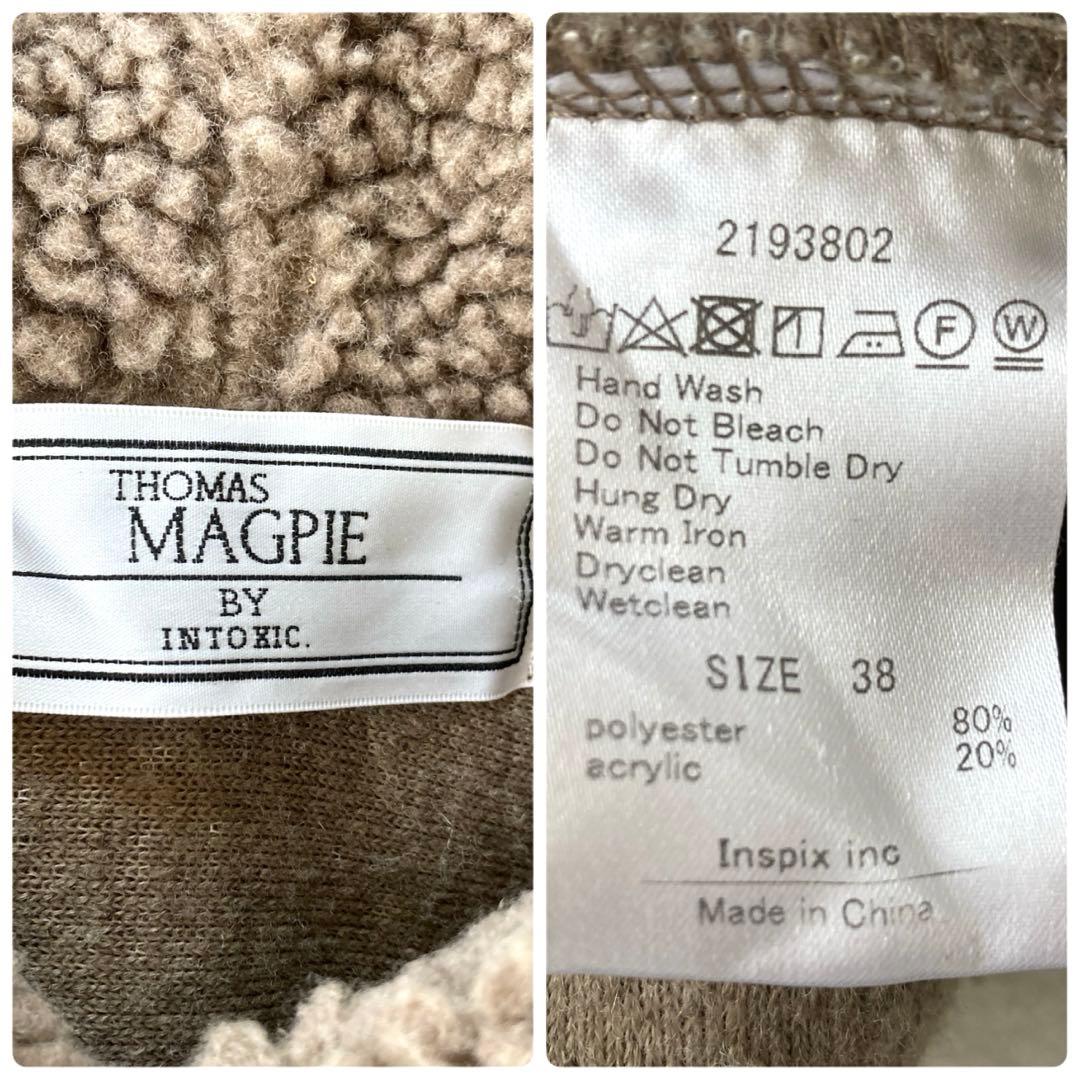 THOMAS
MAGPIE
BY
INTOXIC.
2193802
F W
Hand Wash
Do Not Bleach
Do Not Tumble Dry
Hung Dry
Warm Iron
Dryclean
Wetclean
SIZE 38
polyester 80%
acrylic 20%
Inspix inc
Made in China